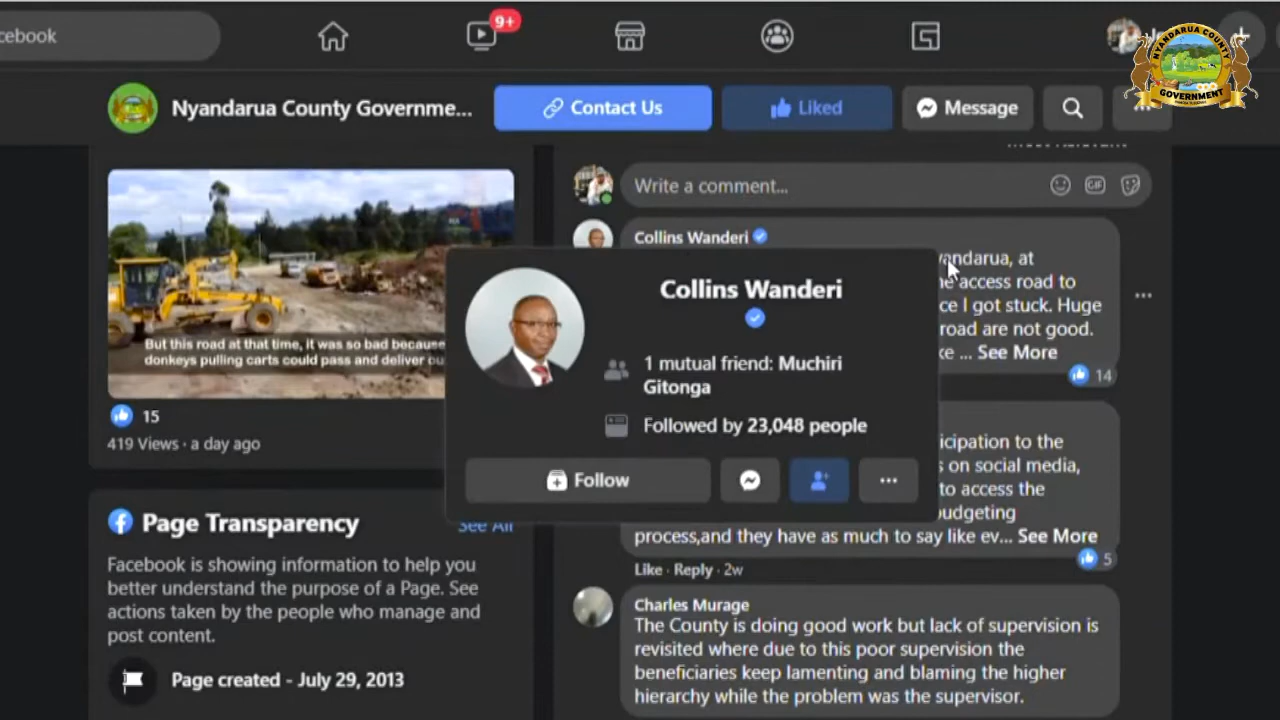 cebook
9+
NYANDARUA COUNTY
GOVERNMENT
Nyandarua County Governme...
Contact Us
Liked
Message
But this road at that time, it was so bad because
donkeys pulling carts could pass and deliver ou
15
419 Views · a day ago
Page Transparency
See All
Facebook is showing information to help you
better understand the purpose of a Page. See
actions taken by the people who manage and
post content.
Page created - July 29, 2013
Write a comment...
GIF
Collins Wanderi
yandarua, at
access road to
ce I got stuck. Huge
road are not good.
ke ... See More
14
Collins Wanderi
1 mutual friend: Muchiri
Gitonga
Followed by 23,048 people
Follow
icipation to the
s on social media,
to access the
budgeting
process,and they have as much to say like ev... See More
5
Like · Reply · 2w
Charles Murage
The County is doing good work but lack of supervision is
revisited where due to this poor supervision the
beneficiaries keep lamenting and blaming the higher
hierarchy while the problem was the supervisor.